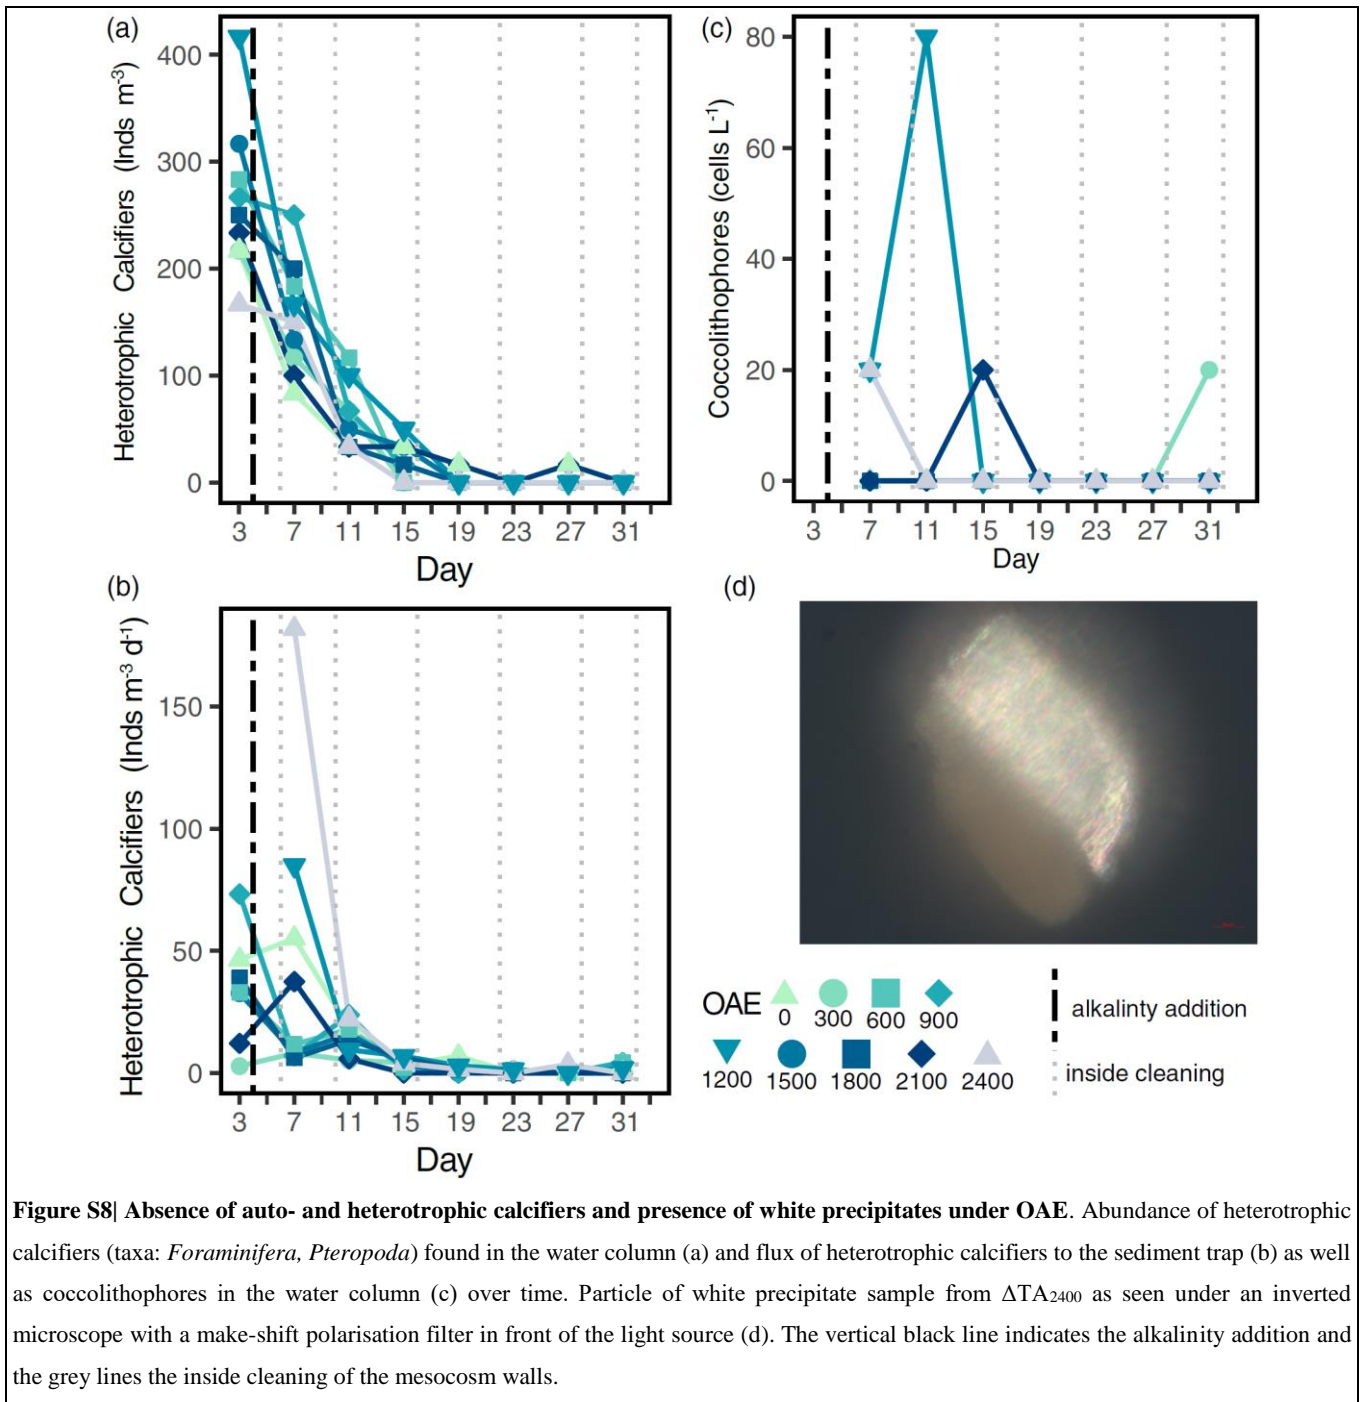 (a)
Heterotrophic Calcifiers (Inds m⁻³)
400
300
200
100
0
3 7 11 15 19 23 27 31
Day
(c)
Coccolithophores (cells L⁻¹)
80
60
40
20
0
3 7 11 15 19 23 27 31
Day
(b)
Heterotrophic Calcifiers (Inds m⁻³ d⁻¹)
150
100
50
0
3 7 11 15 19 23 27 31
Day
(d)
OAE
0 300 600 900
1200 1500 1800 2100 2400
alkalinty addition
inside cleaning
Figure S8| Absence of auto- and heterotrophic calcifiers and presence of white precipitates under OAE. Abundance of heterotrophic
calcifiers (taxa: Foraminifera, Pteropoda) found in the water column (a) and flux of heterotrophic calcifiers to the sediment trap (b) as well
as coccolithophores in the water column (c) over time. Particle of white precipitate sample from ΔTA₂₄₀₀ as seen under an inverted
microscope with a make-shift polarisation filter in front of the light source (d). The vertical black line indicates the alkalinity addition and
the grey lines the inside cleaning of the mesocosm walls.